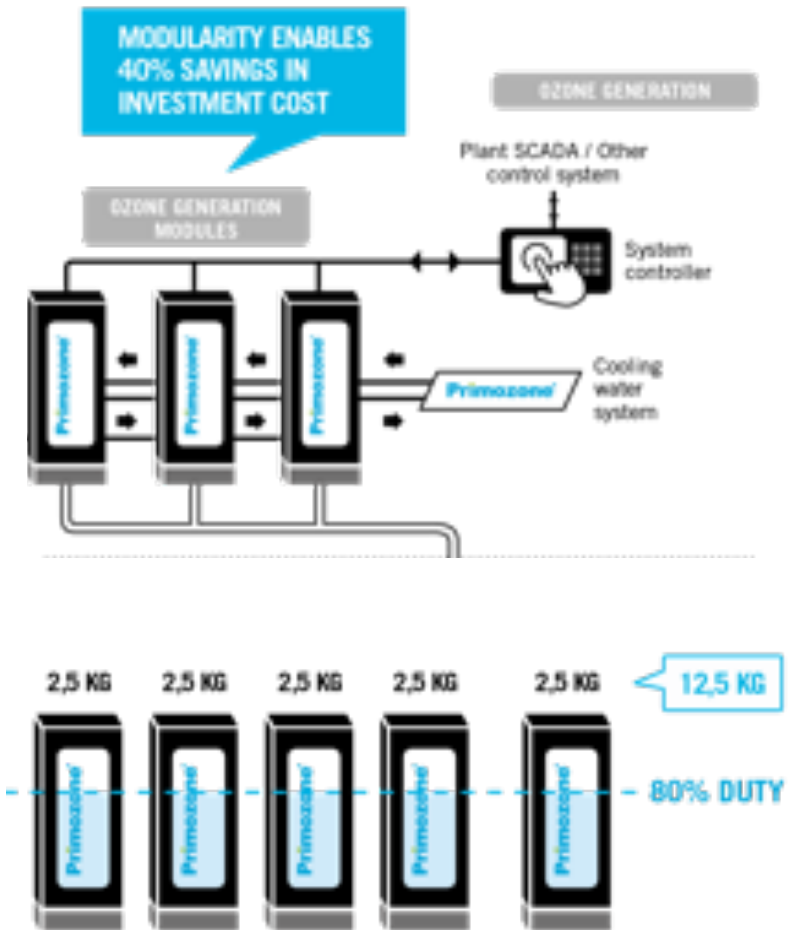 MODULARITY ENABLES
40% SAVINGS IN
INVESTMENT COST
OZONE GENERATION
Plant SCADA / Other
control system
OZONE GENERATION
MODULES
System
controller
Primozone
Primozone
Primozone
Primozone
Cooling
water
system
2,5 KG
2,5 KG
2,5 KG
2,5 KG
2,5 KG
12,5 KG
Primozone
Primozone
Primozone
Primozone
Primozone
80% DUTY